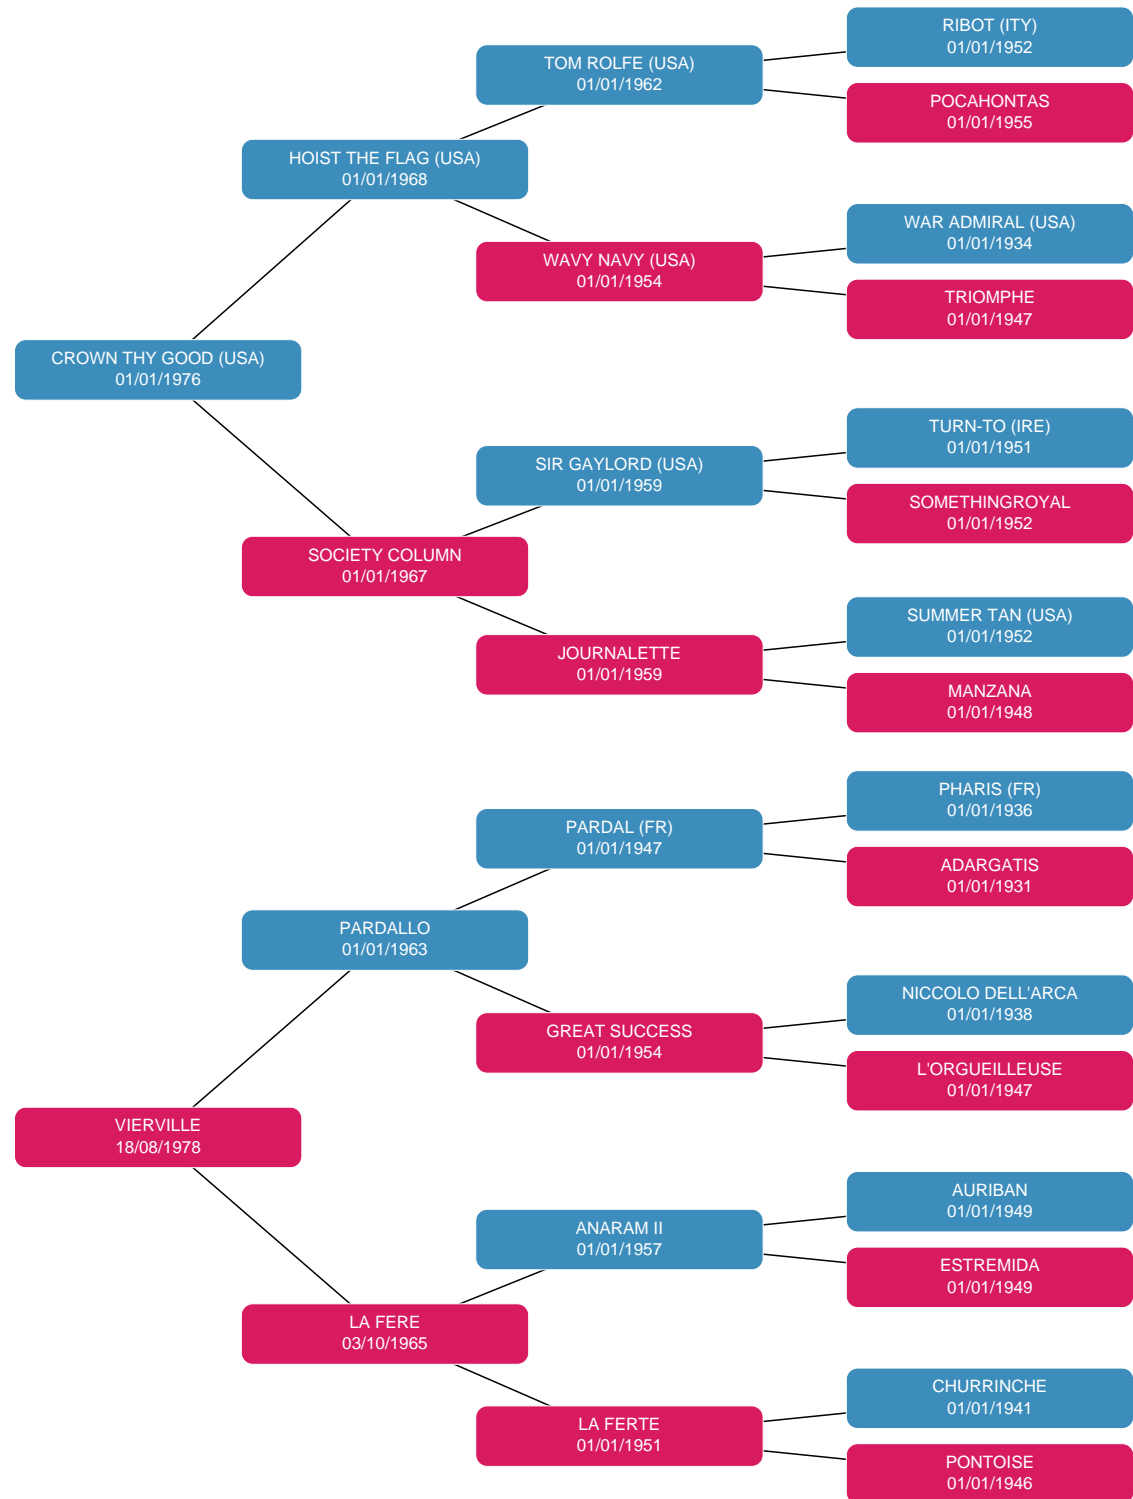 RIBOT (ITY)
01/01/1952
TOM ROLFE (USA)
01/01/1962
POCAHONTAS
01/01/1955
HOIST THE FLAG (USA)
01/01/1968
WAR ADMIRAL (USA)
01/01/1934
WAVY NAVY (USA)
01/01/1954
TRIOMPHE
01/01/1947
CROWN THY GOOD (USA)
01/01/1976
TURN-TO (IRE)
01/01/1951
SIR GAYLORD (USA)
01/01/1959
SOMETHINGROYAL
01/01/1952
SOCIETY COLUMN
01/01/1967
SUMMER TAN (USA)
01/01/1952
JOURNALETTE
01/01/1959
MANZANA
01/01/1948
PHARIS (FR)
01/01/1936
PARDAL (FR)
01/01/1947
ADARGATIS
01/01/1931
PARDALLO
01/01/1963
NICCOLO DELL'ARCA
01/01/1938
GREAT SUCCESS
01/01/1954
L'ORGUEILLEUSE
01/01/1947
VIERVILLE
18/08/1978
AURIBAN
01/01/1949
ANARAM II
01/01/1957
ESTREMIDA
01/01/1949
LA FERE
03/10/1965
CHURRINCHE
01/01/1941
LA FERTE
01/01/1951
PONTOISE
01/01/1946